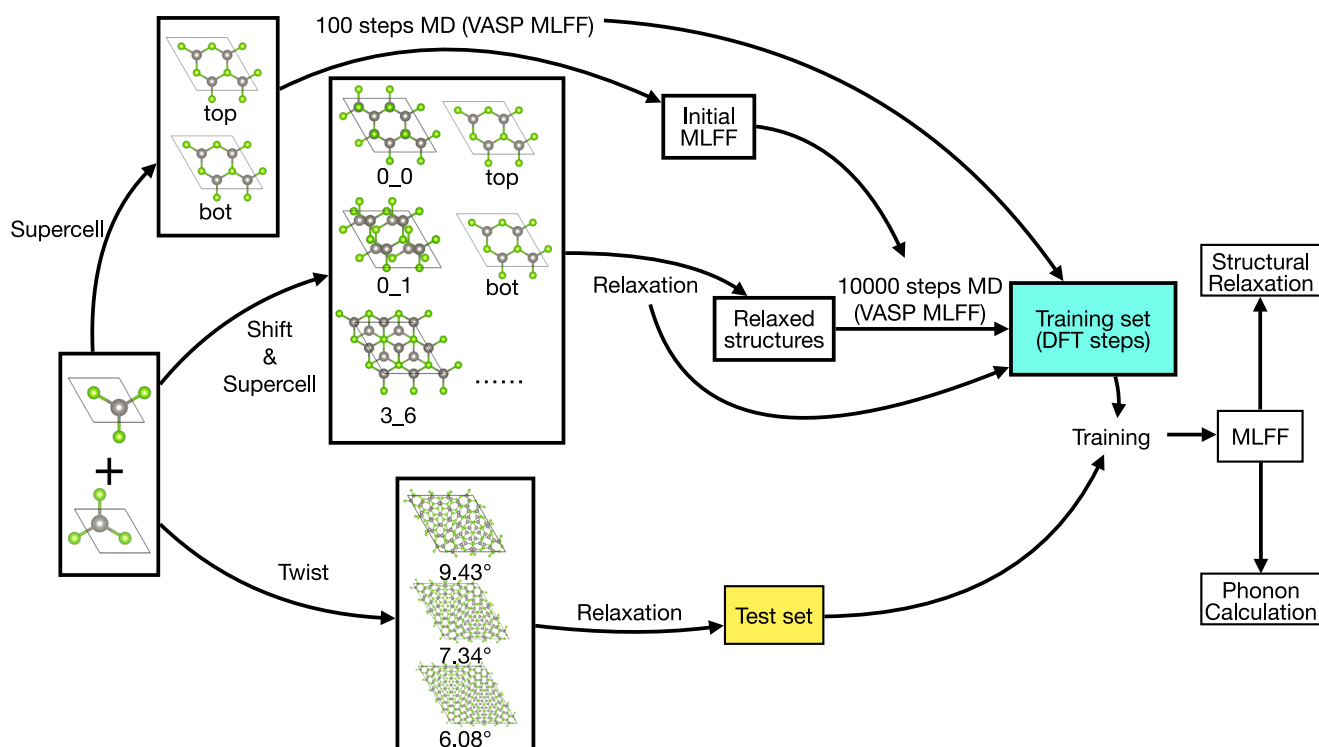 100 steps MD (VASP MLFF)
top
bot
Supercell
0_0
top
0_1
bot
3_6
......
Shift
&
Supercell
Initial
MLFF
Relaxation
Relaxed
structures
10000 steps MD
(VASP MLFF)
Training set
(DFT steps)
Structural
Relaxation
Training
MLFF
Phonon
Calculation
+
Twist
9.43°
7.34°
6.08°
Relaxation
Test set